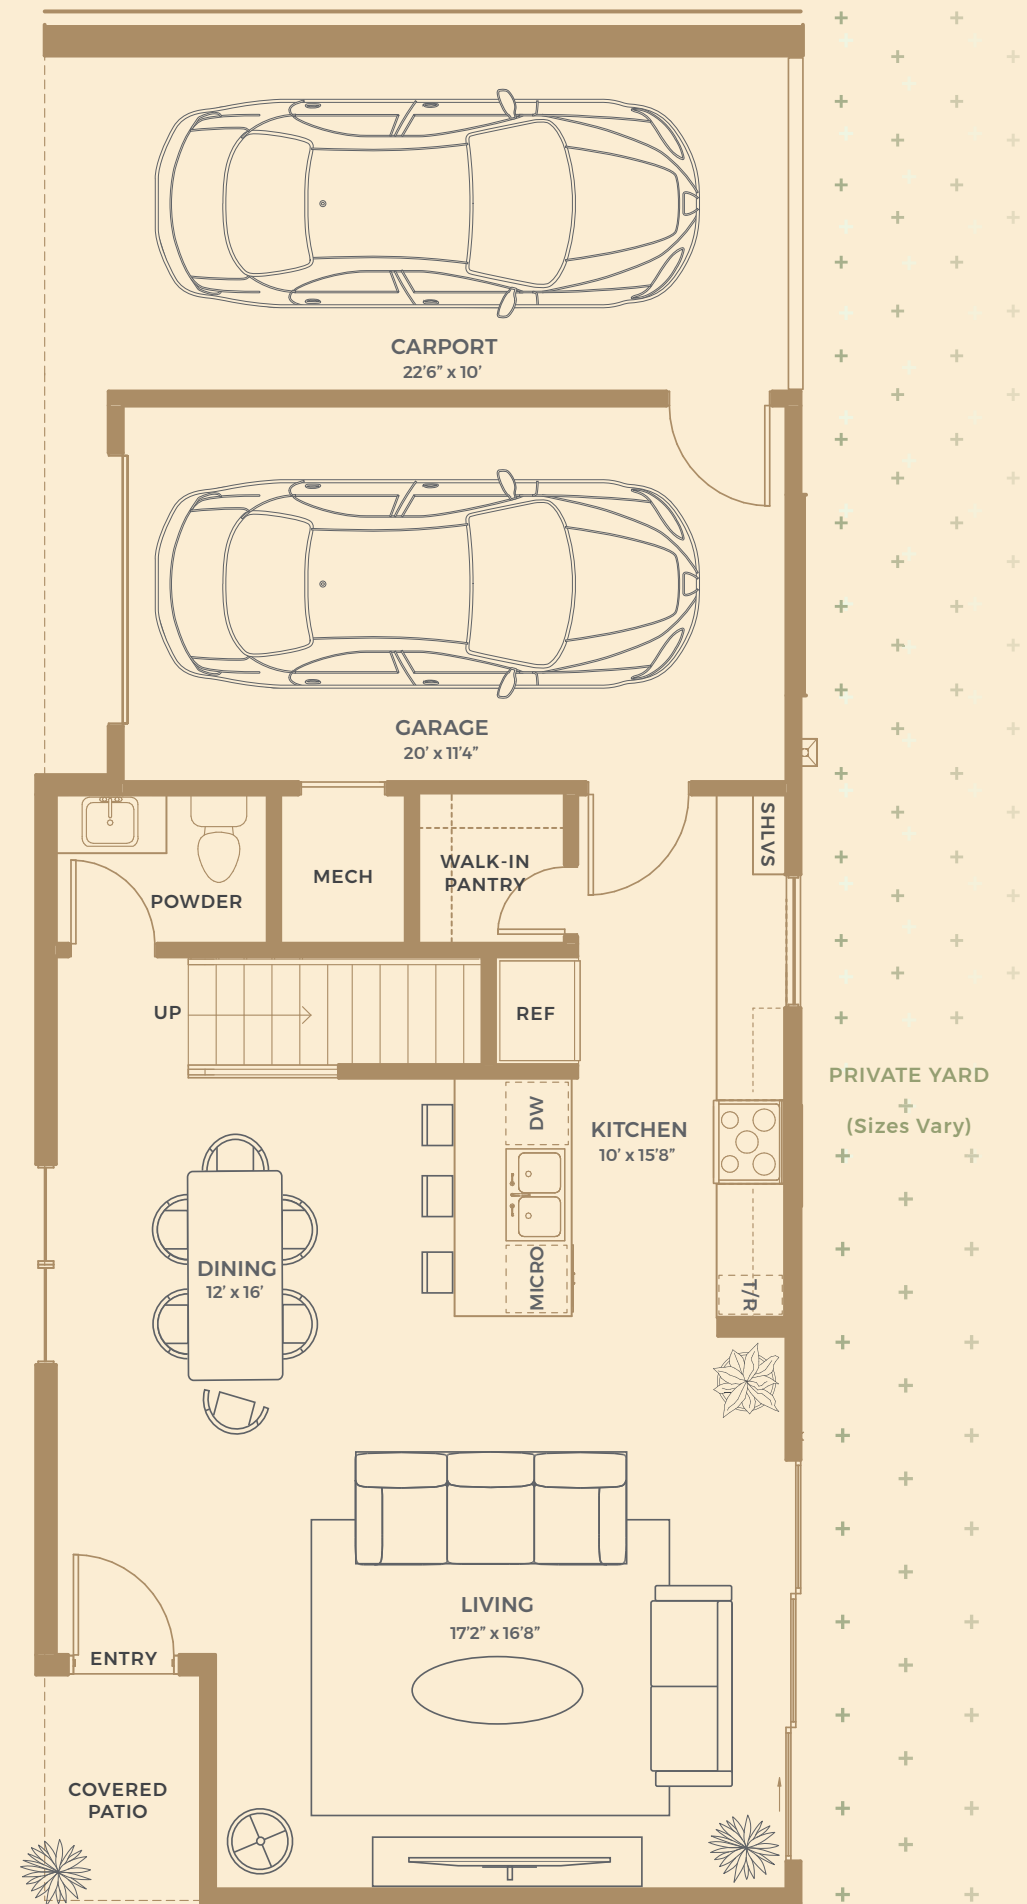 CARPORT
22’6” x 10’
GARAGE
20’ x 11’4”
SHLVS
WALK-IN
PANTRY
MECH
POWDER
UP
REF
PRIVATE YARD
(Sizes Vary)
DW
KITCHEN
10’ x 15’8”
MICRO
T/R
DINING
12’ x 16’
LIVING
17’2” x 16’8”
ENTRY
COVERED
PATIO